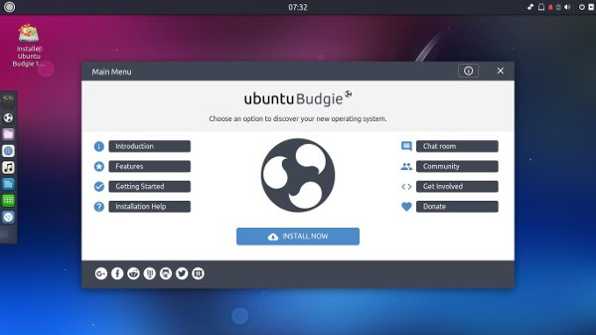 07:32
Installer
Ubuntu
Budgie 1...
Main Menu
ubuntu Budgie
Choose an option to discover your new operating system.
Introduction
Features
Getting Started
Installation Help
Chat room
Community
Get Involved
Donate
INSTALL NOW